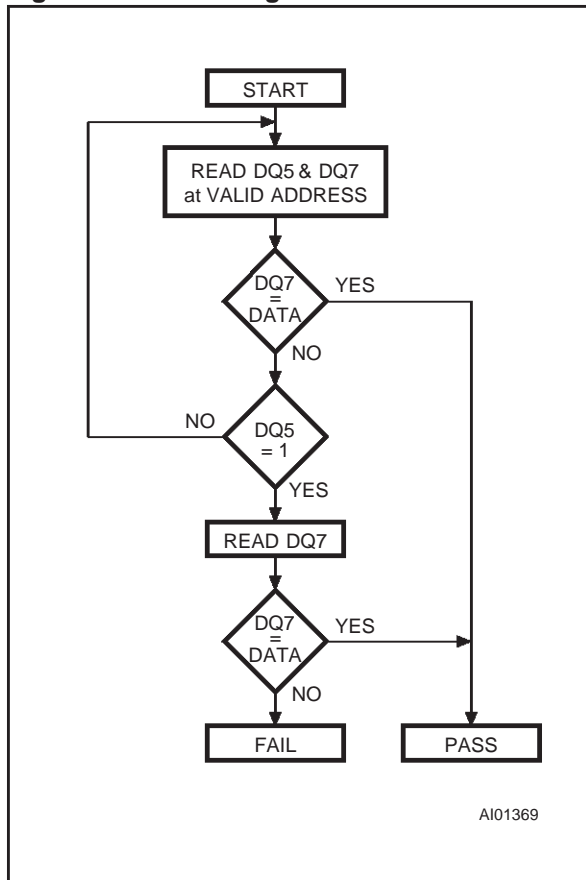 START
READ DQ5 & DQ7
at VALID ADDRESS
DQ7
=
DATA
YES
NO
DQ5
= 1
NO
YES
READ DQ7
DQ7
=
DATA
YES
NO
FAIL
PASS
AI01369